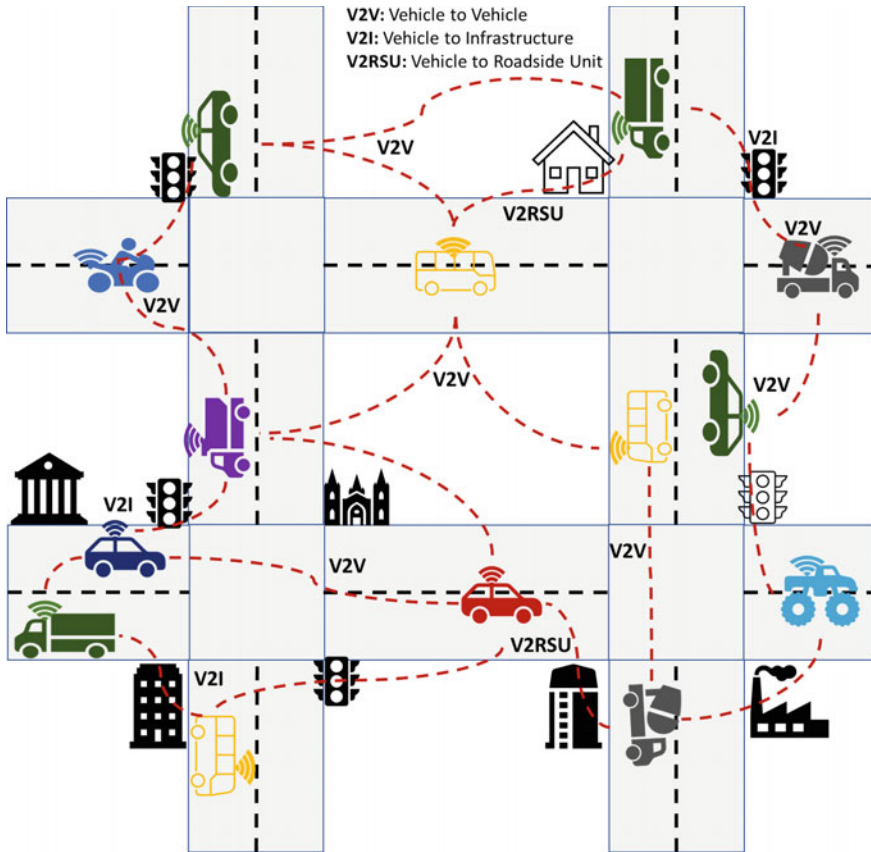 V2V: Vehicle to Vehicle
V2I: Vehicle to Infrastructure
V2RSU: Vehicle to Roadside Unit
V2I
V2V
V2RSU
V2V
V2V
V2V
V2V
V2I
V2V
V2V
V2RSU
V2I